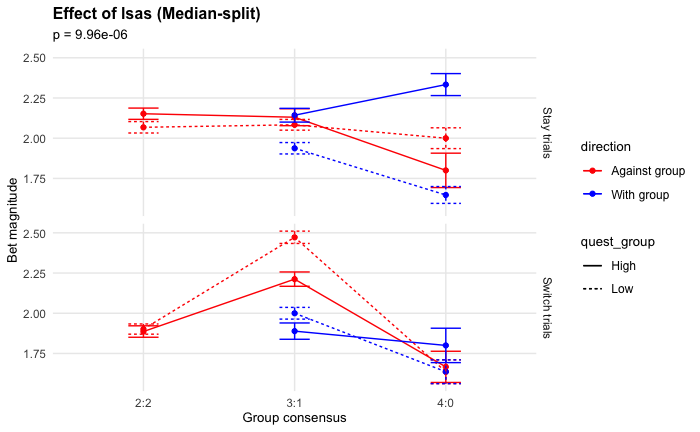 Effect of lsas (Median-split)
p = 9.96e-06
Bet magnitude
2.50
2.25
2.00
1.75
Stay trials
2.50
2.25
2.00
1.75
Switch trials
2:2
3:1
4:0
Group consensus
direction
Against group
With group
quest_group
High
Low